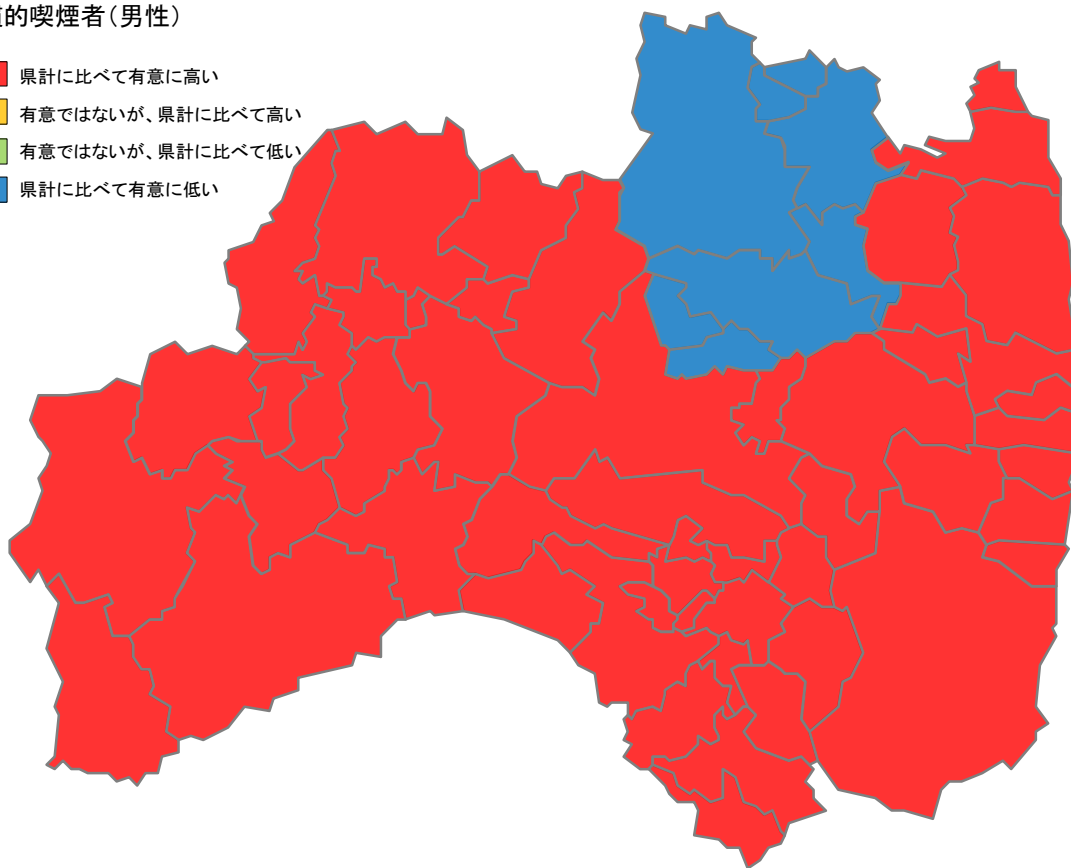 的喫煙者(男性)
県計に比べて有意に高い
有意ではないが、県計に比べて高い
有意ではないが、県計に比べて低い
県計に比べて有意に低い